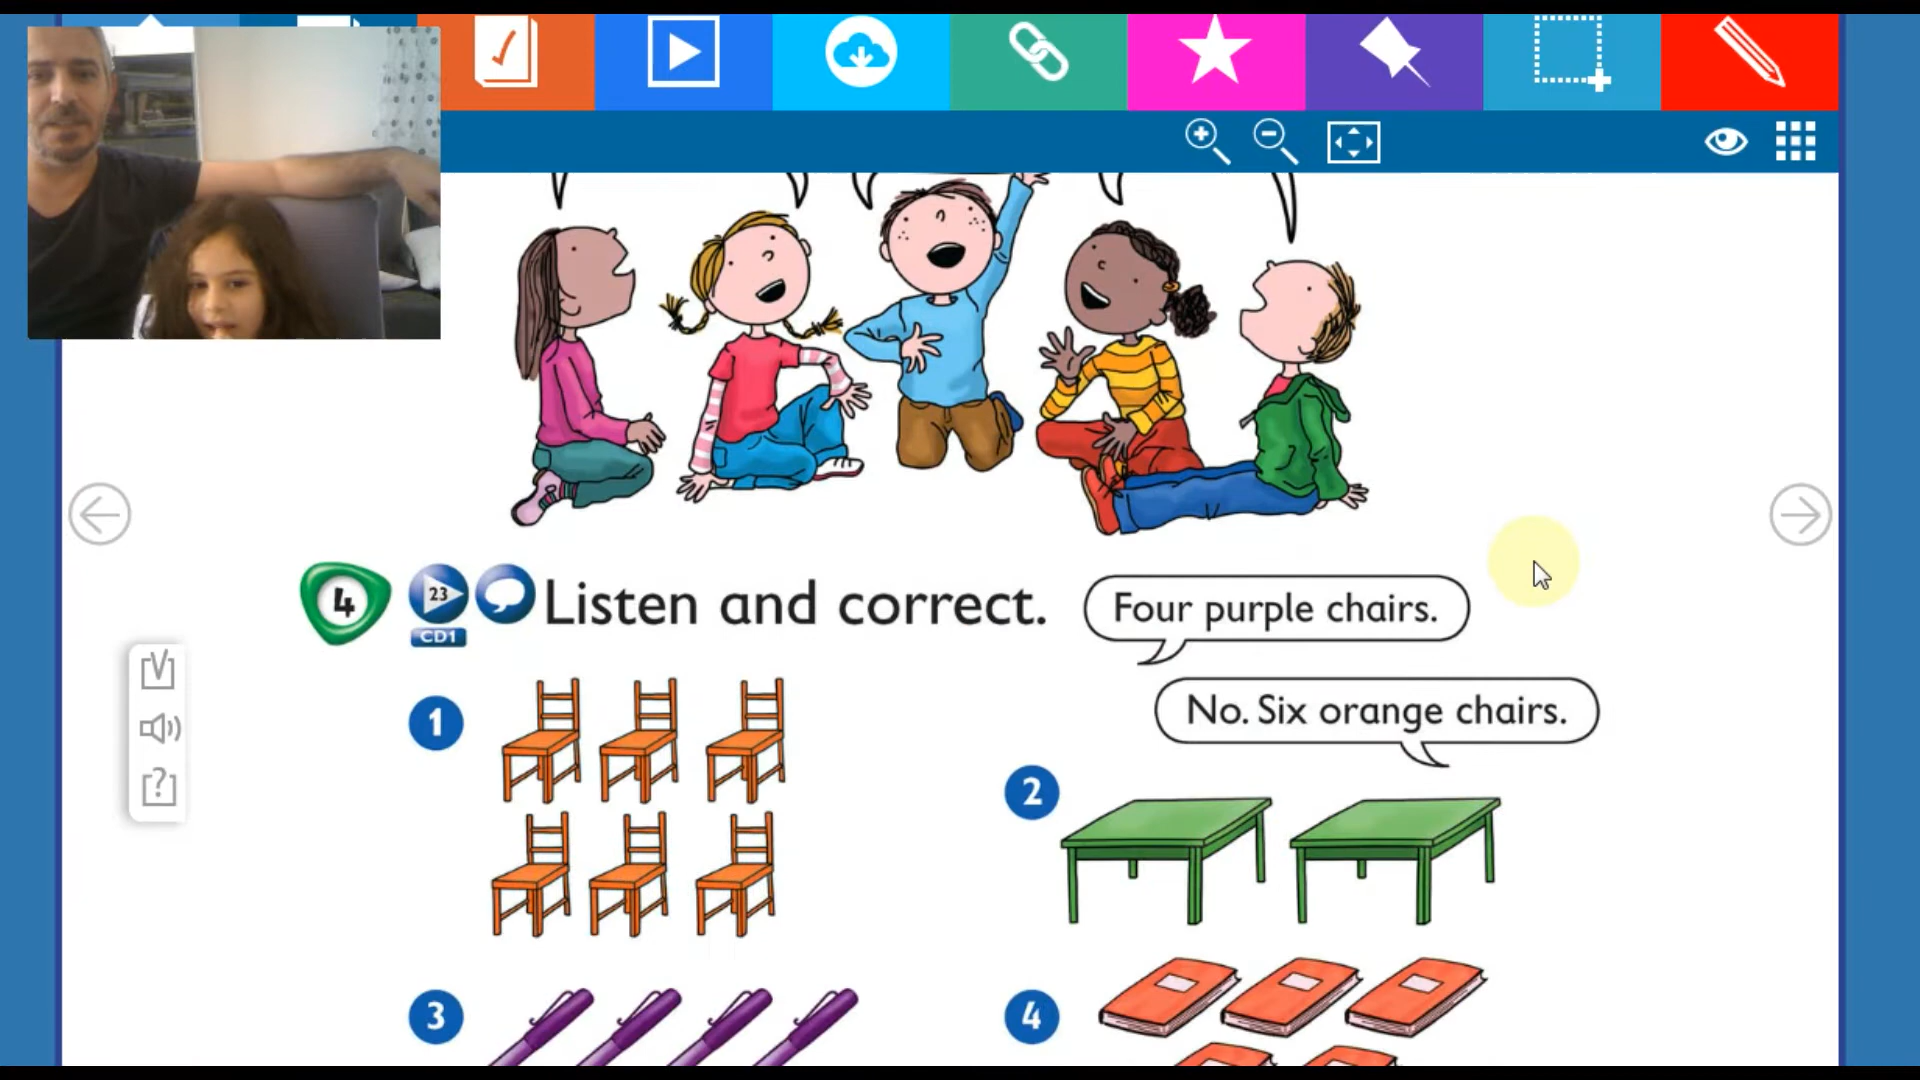 4
23
CD1
Listen and correct.
Four purple chairs.
No. Six orange chairs.
1
2
3
4